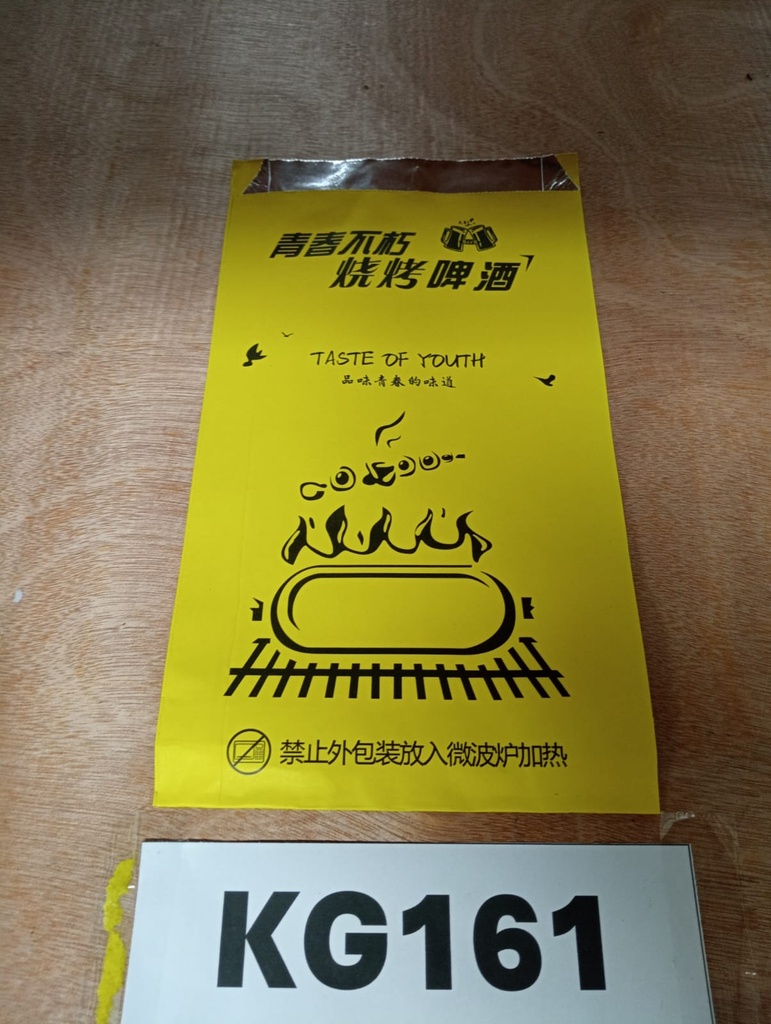 青春不朽
烧烤啤酒
TASTE OF YOUTH
品味青春的味道
禁止外包装放入微波炉加热
KG161